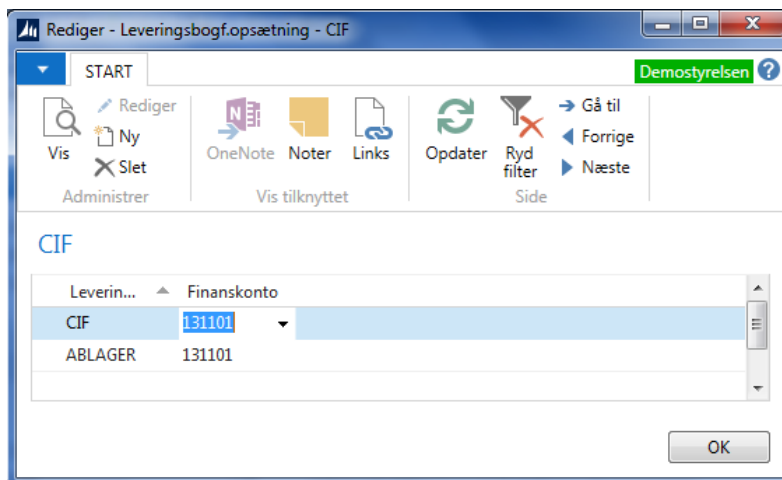 Rediger - Leveringsbogf.opsætning - CIF
START
Demostyrelsen
Vis
Rediger
Ny
Slet
Administrer
OneNote
Noter
Links
Vis tilknyttet
Opdater
Ryd
filter
Gå til
Forrige
Næste
Side
CIF
Leverin... Finanskonto
CIF 131101
ABLAGER 131101
OK